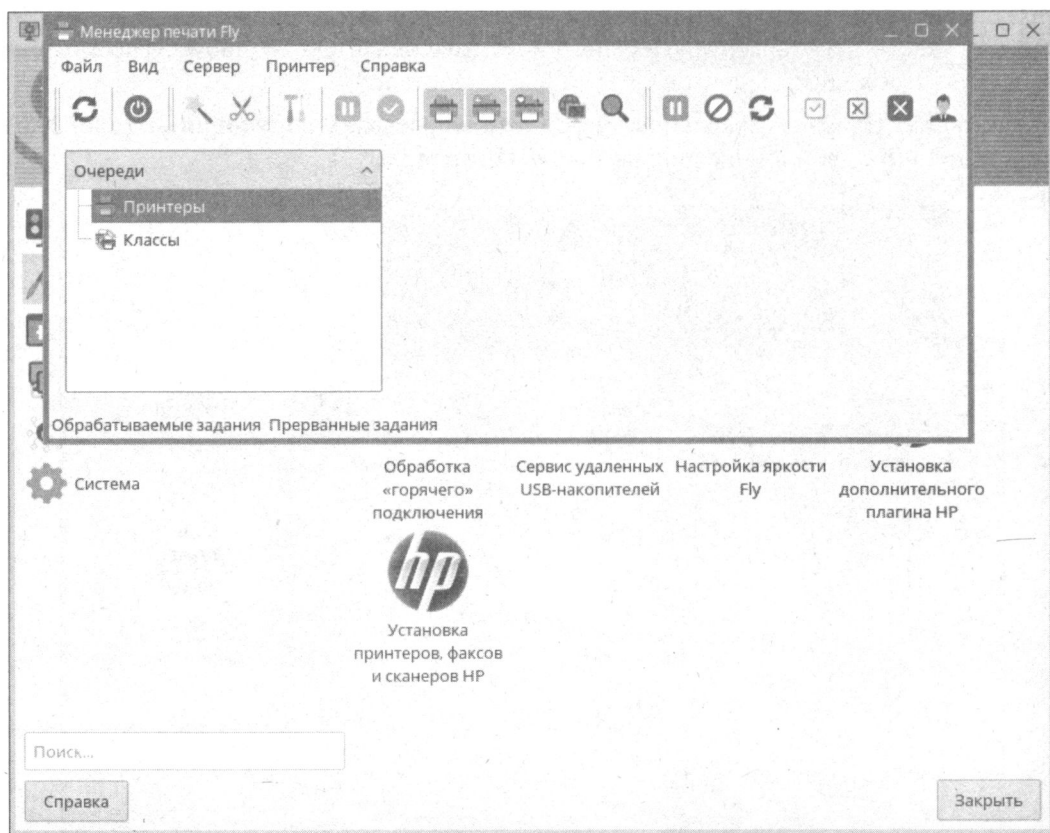 Менеджер печати Fly
Файл Вид Сервер Принтер Справка
Очереди
Принтеры
Классы
Обрабатываемые задания Прерванные задания
Система
Обработка
«горячего»
подключения
Сервис удаленных
USB-накопителей
Настройка яркости
Fly
Установка
дополнительного
плагина HP
hp
Установка
принтеров, факсов
и сканеров HP
Поиск...
Справка
Закрыть